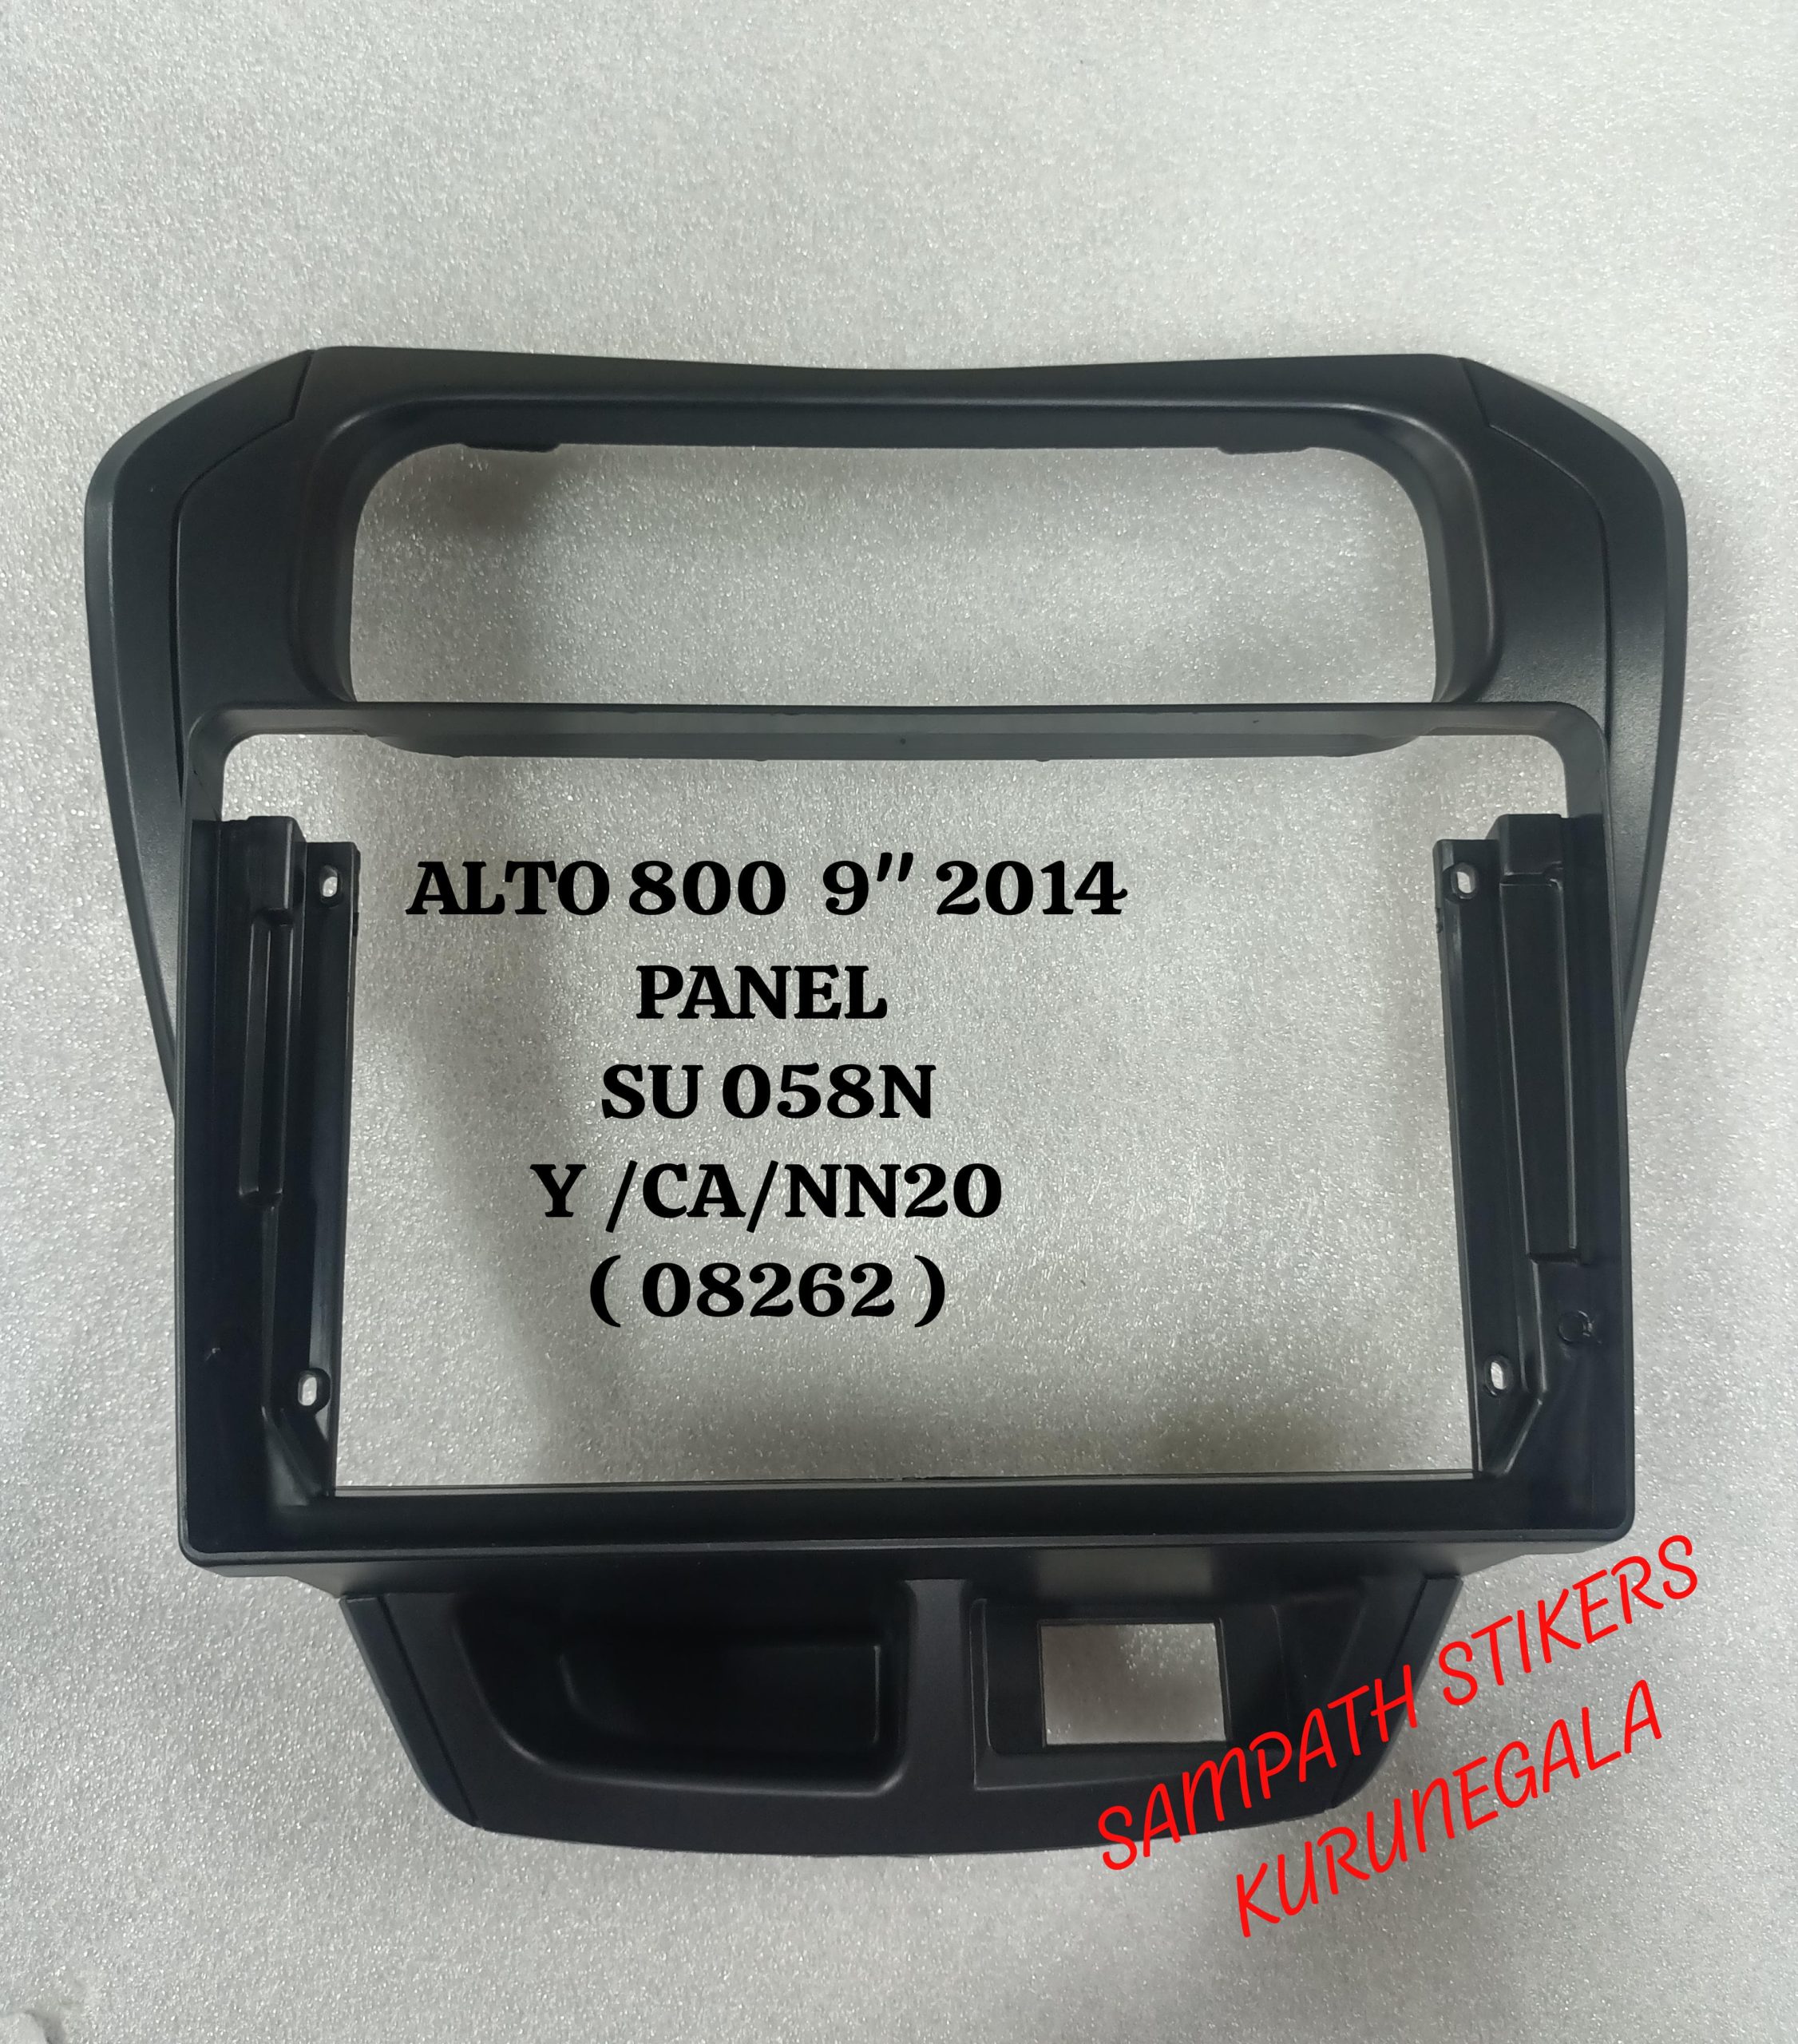 ALTO 800 9" 2014
PANEL
SU 058N
Y /CA/NN20
( 08262 )
SAMPATH STIKERS
KURUNEGALA